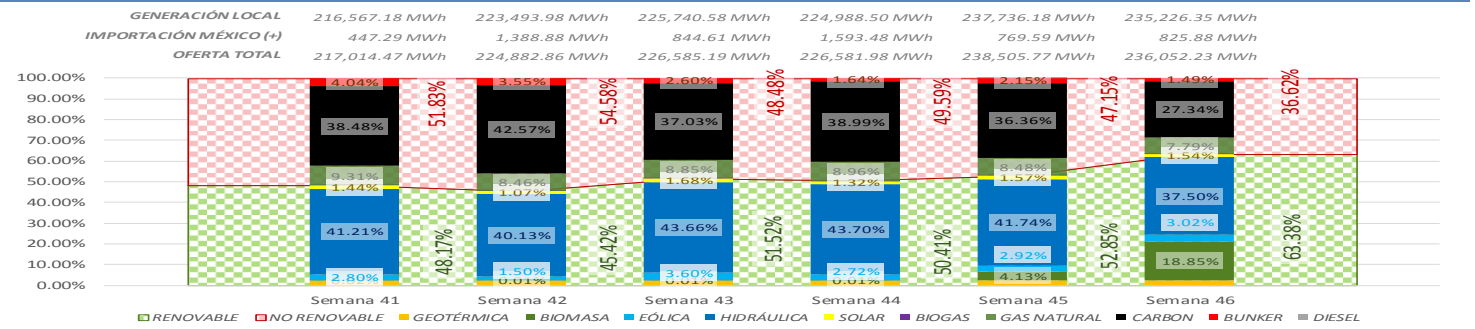 GENERACIÓN LOCAL 216,567.18 MWh 223,493.98 MWh 225,740.58 MWh 224,988.50 MWh 237,736.18 MWh 235,226.35 MWh
IMPORTACIÓN MÉXICO (+) 447.29 MWh 1,388.88 MWh 844.61 MWh 1,593.48 MWh 769.59 MWh 825.88 MWh
OFERTA TOTAL 217,014.47 MWh 224,882.86 MWh 226,585.19 MWh 226,581.98 MWh 238,505.77 MWh 236,052.23 MWh
100.00%
90.00%
80.00%
70.00%
60.00%
50.00%
40.00%
30.00%
20.00%
10.00%
0.00%
4.04% 3.55% 2.60% 1.64% 2.15% 1.49%
51.83% 54.58% 48.48% 49.59% 47.15% 36.62%
38.48% 42.57% 37.03% 38.99% 36.36% 27.34%
9.31% 8.46% 8.85% 8.96% 8.48% 7.79%
1.44% 1.07% 1.68% 1.32% 1.57% 1.54%
41.21% 40.13% 43.66% 43.70% 41.74% 37.50%
48.17% 45.42% 51.52% 50.41% 52.85% 63.38%
2.80% 1.50% 3.60% 2.72% 2.92% 3.02%
0.01% 0.01% 0.01% 4.13% 18.85%
Semana 41 Semana 42 Semana 43 Semana 44 Semana 45 Semana 46
RENOVABLE NO RENOVABLE GEOTÉRMICA BIOMASA EÓLICA HIDRÁULICA SOLAR BIOGAS GAS NATURAL CARBON BUNKER DIESEL